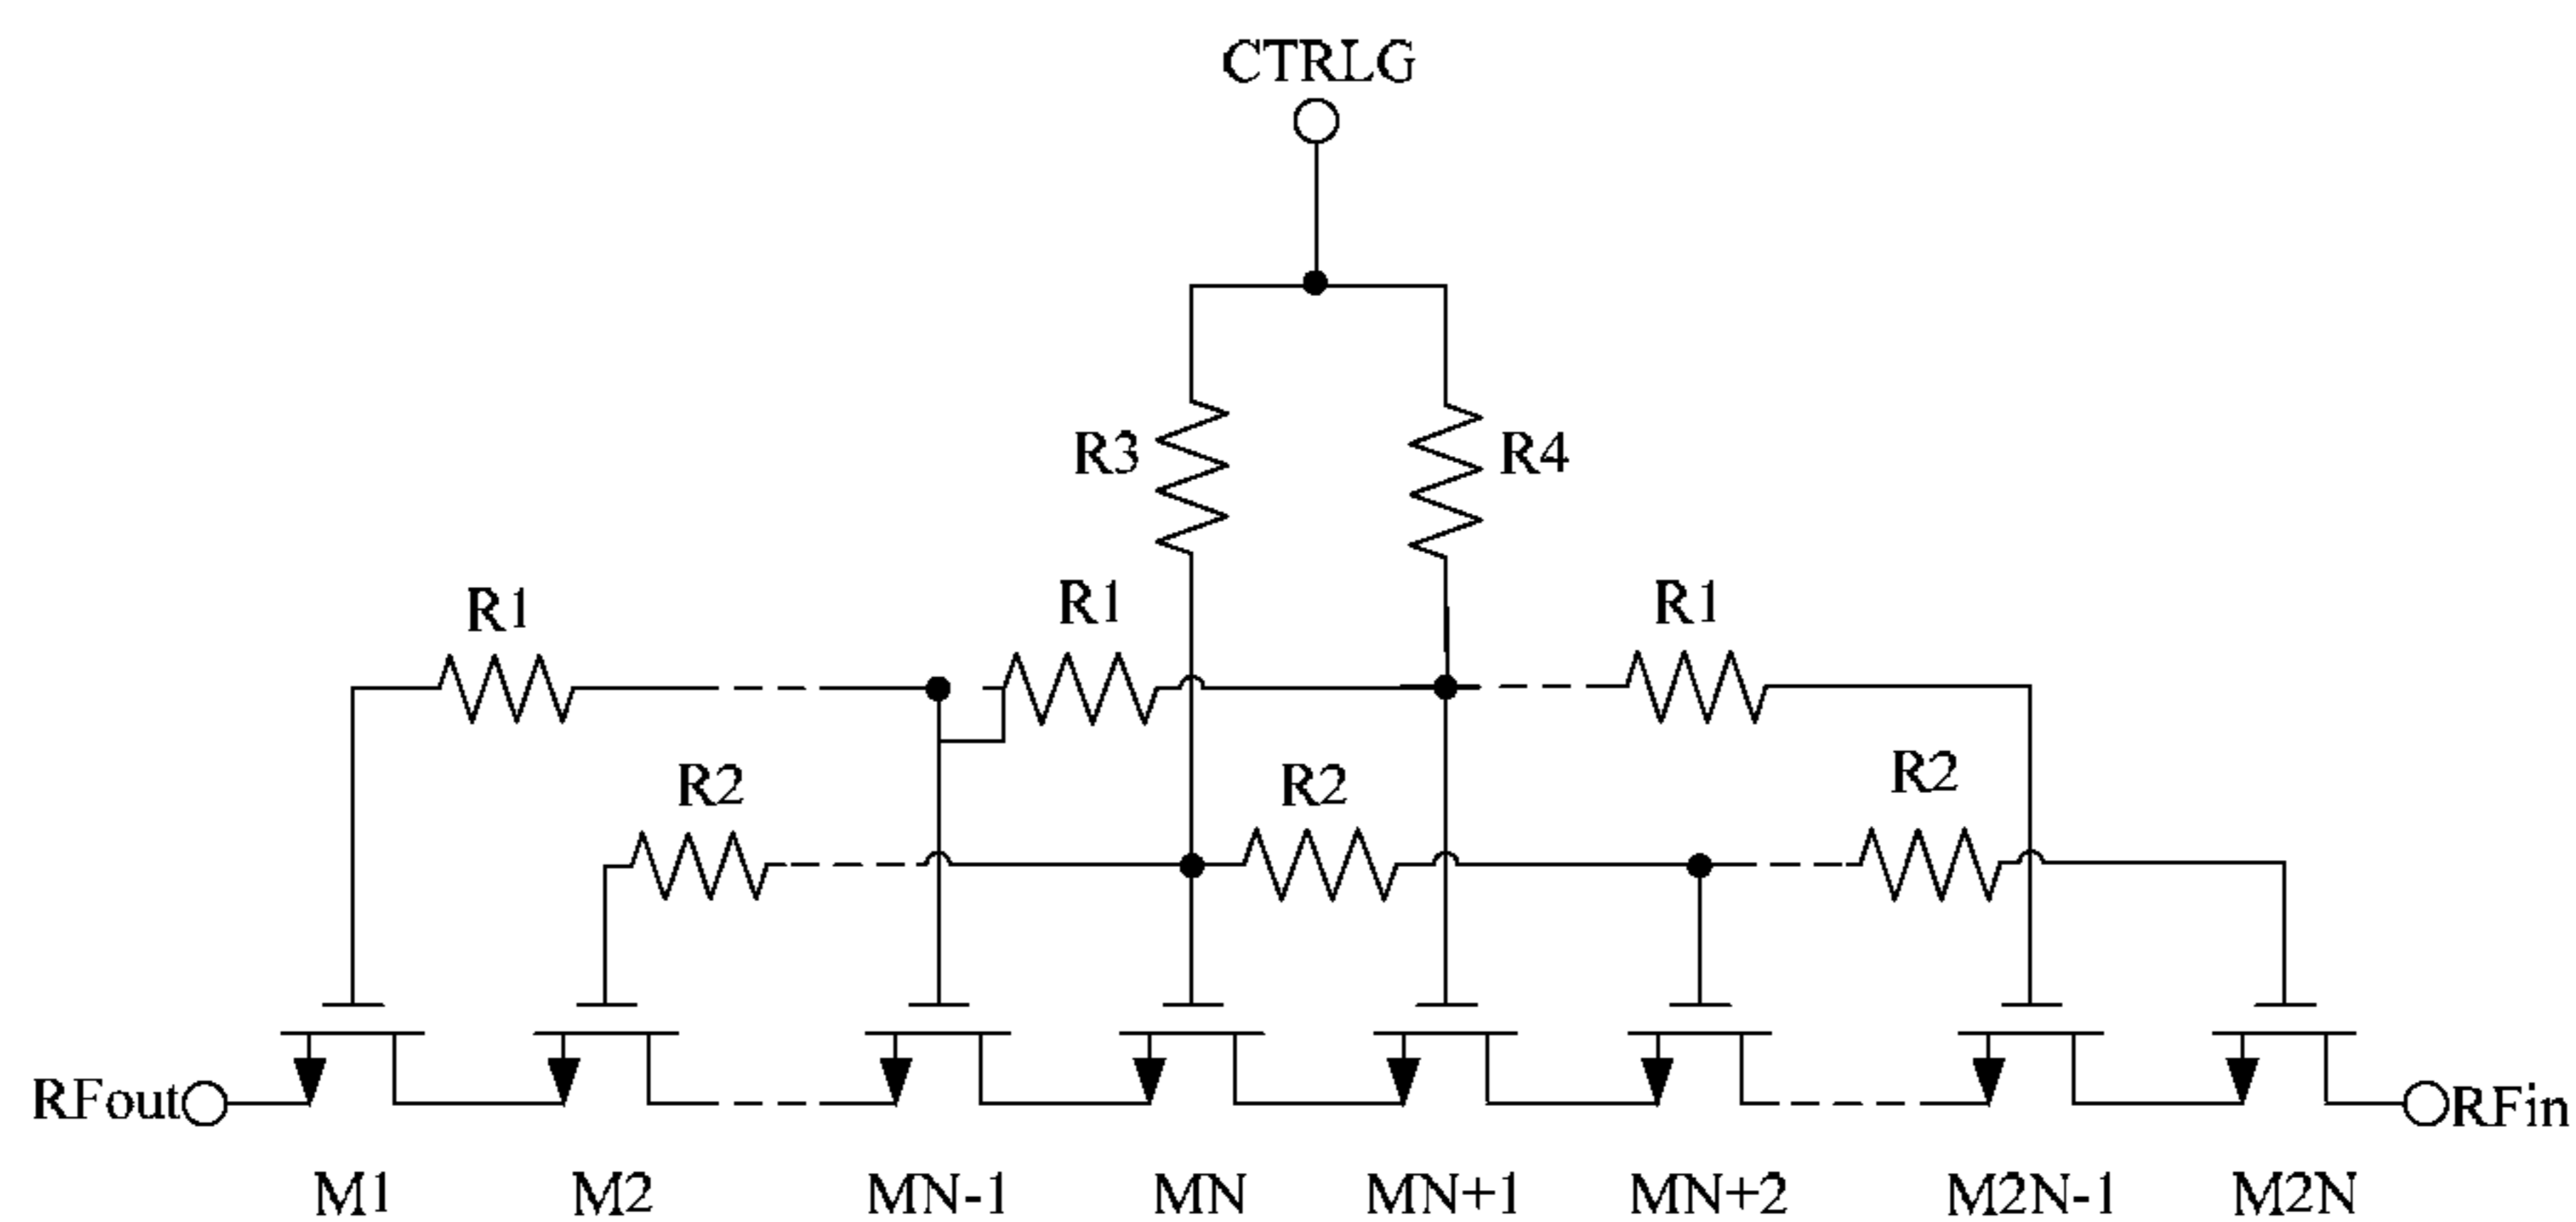 CTRLG
R3
R4
R1
R1
R1
R2
R2
R2
RFout
RFin
M1
M2
MN-1
MN
MN+1
MN+2
M2N-1
M2N